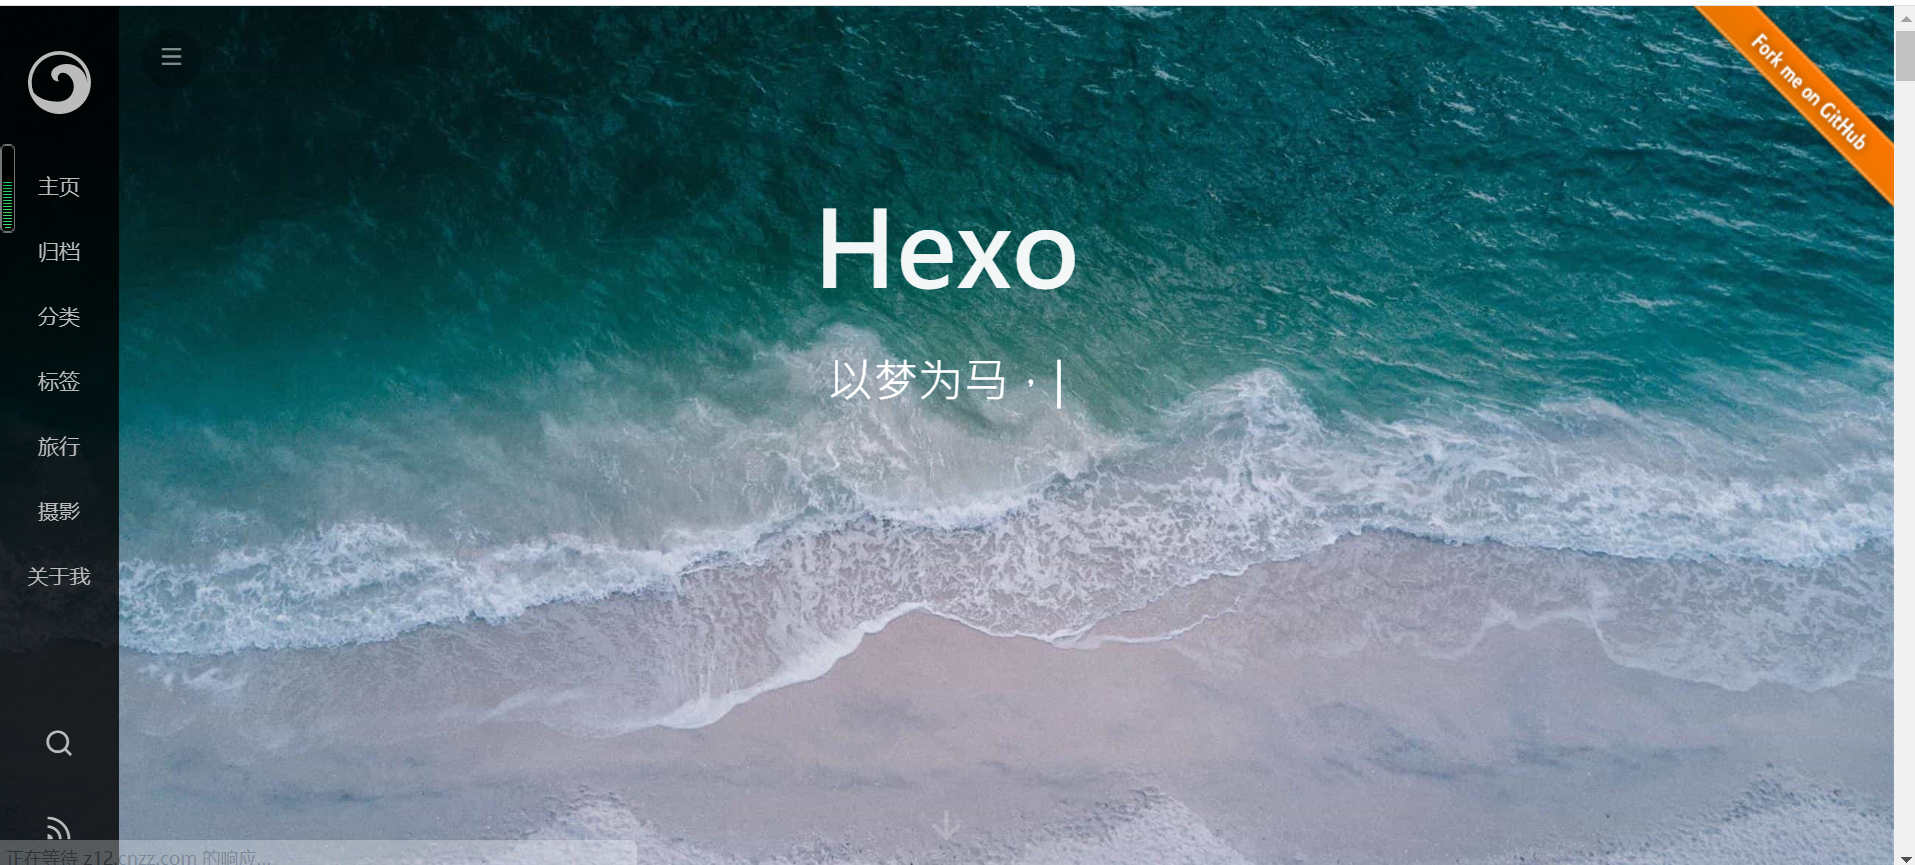 主页
归档
分类
标签
旅行
摄影
关于我
Hexo
以梦为马，
Fork me on GitHub
正在等待 z12.cnzz.com 的响应...